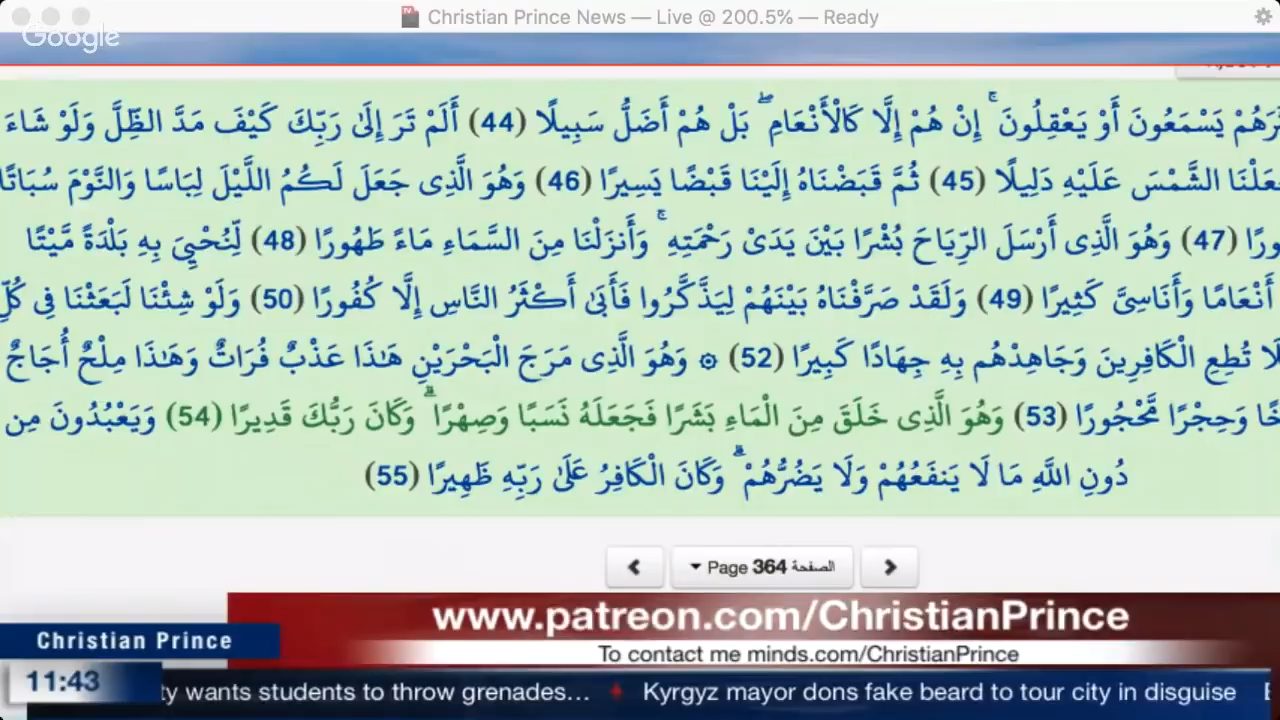 Christian Prince News — Live @ 200.5% — Ready
Google
هُمْ يَسْمَعُونَ أَوْ يَعْقِلُونَ ۚ إِنْ هُمْ إِلَّا كَالْأَنْعَامِ ۖ بَلْ هُمْ أَضَلُّ سَبِيلًا (44) أَلَمْ تَرَ إِلَىٰ رَبِّكَ كَيْفَ مَدَّ الظِّلَّ وَلَوْ شَاءَ
عَلْنَا الشَّمْسَ عَلَيْهِ دَلِيلًا (45) ثُمَّ قَبَضْنَاهُ إِلَيْنَا قَبْضًا يَسِيرًا (46) وَهُوَ الَّذِى جَعَلَ لَكُمُ اللَّيْلَ لِبَاسًا وَالنَّوْمَ سُبَاتًا
ورًا (47) وَهُوَ الَّذِى أَرْسَلَ الرِّيَاحَ بُشْرًا بَيْنَ يَدَىْ رَحْمَتِهِ ۚ وَأَنزَلْنَا مِنَ السَّمَاءِ مَاءً طَهُورًا (48) لِّنُحْيِىَ بِهِ بَلْدَةً مَّيْتًا
أَنْعَامًا وَأَنَاسِىَّ كَثِيرًا (49) وَلَقَدْ صَرَّفْنَاهُ بَيْنَهُمْ لِيَذَّكَّرُوا فَأَبَىٰ أَكْثَرُ النَّاسِ إِلَّا كُفُورًا (50) وَلَوْ شِئْنَا لَبَعَثْنَا فِى كُلِّ
لَا تُطِعِ الْكَافِرِينَ وَجَاهِدْهُم بِهِ جِهَادًا كَبِيرًا (52) ۞ وَهُوَ الَّذِى مَرَجَ الْبَحْرَيْنِ هَٰذَا عَذْبٌ فُرَاتٌ وَهَٰذَا مِلْحٌ أُجَاجٌ
خًا وَحِجْرًا مَّحْجُورًا (53) وَهُوَ الَّذِى خَلَقَ مِنَ الْمَاءِ بَشَرًا فَجَعَلَهُ نَسَبًا وَصِهْرًا ۗ وَكَانَ رَبُّكَ قَدِيرًا (54) وَيَعْبُدُونَ مِن
دُونِ اللَّهِ مَا لَا يَنفَعُهُمْ وَلَا يَضُرُّهُمْ ۗ وَكَانَ الْكَافِرُ عَلَىٰ رَبِّهِ ظَهِيرًا (55)
Page 364 الصفحة
www.patreon.com/ChristianPrince
To contact me minds.com/ChristianPrince
Christian Prince
11:43
ty wants students to throw grenades... Kyrgyz mayor dons fake beard to tour city in disguise